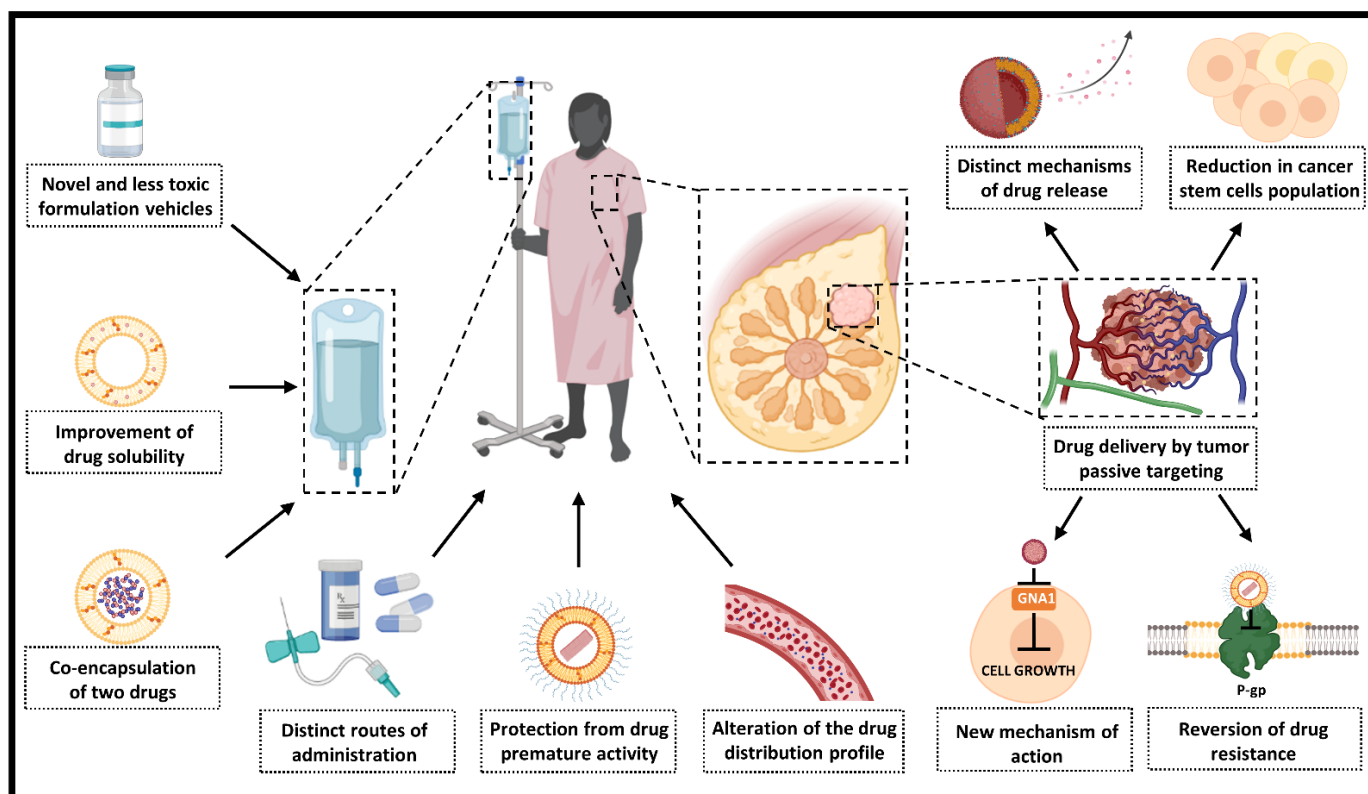 Novel and less toxic
formulation vehicles
Improvement of
drug solubility
Co-encapsulation
of two drugs
Rx
Distinct routes of
administration
Protection from drug
premature activity
Alteration of the drug
distribution profile
Distinct mechanisms
of drug release
Reduction in cancer
stem cells population
Drug delivery by tumor
passive targeting
GNA1
CELL GROWTH
New mechanism of
action
P-gp
Reversion of drug
resistance